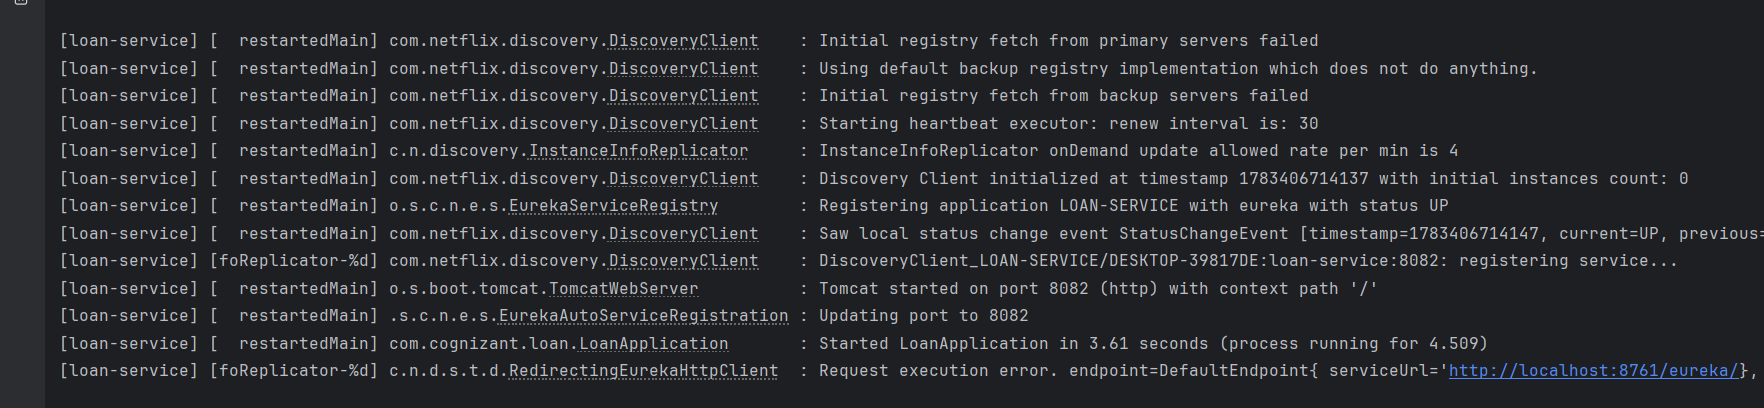 [loan-service] [  restartedMain] com.netflix.discovery.DiscoveryClient    : Initial registry fetch from primary servers failed
[loan-service] [  restartedMain] com.netflix.discovery.DiscoveryClient    : Using default backup registry implementation which does not do anything.
[loan-service] [  restartedMain] com.netflix.discovery.DiscoveryClient    : Initial registry fetch from backup servers failed
[loan-service] [  restartedMain] com.netflix.discovery.DiscoveryClient    : Starting heartbeat executor: renew interval is: 30
[loan-service] [  restartedMain] c.n.discovery.InstanceInfoReplicator     : InstanceInfoReplicator onDemand update allowed rate per min is 4
[loan-service] [  restartedMain] com.netflix.discovery.DiscoveryClient    : Discovery Client initialized at timestamp 1783406714137 with initial instances count: 0
[loan-service] [  restartedMain] o.s.c.n.e.s.EurekaServiceRegistry        : Registering application LOAN-SERVICE with eureka with status UP
[loan-service] [  restartedMain] com.netflix.discovery.DiscoveryClient    : Saw local status change event StatusChangeEvent [timestamp=1783406714147, current=UP, previous=
[loan-service] [foReplicator-%d] com.netflix.discovery.DiscoveryClient    : DiscoveryClient_LOAN-SERVICE/DESKTOP-39817DE:loan-service:8082: registering service...
[loan-service] [  restartedMain] o.s.boot.tomcat.TomcatWebServer          : Tomcat started on port 8082 (http) with context path '/'
[loan-service] [  restartedMain] .s.c.n.e.s.EurekaAutoServiceRegistration : Updating port to 8082
[loan-service] [  restartedMain] com.cognizant.loan.LoanApplication       : Started LoanApplication in 3.61 seconds (process running for 4.509)
[loan-service] [foReplicator-%d] c.n.d.s.t.d.RedirectingEurekaHttpClient  : Request execution error. endpoint=DefaultEndpoint{ serviceUrl='http://localhost:8761/eureka/},